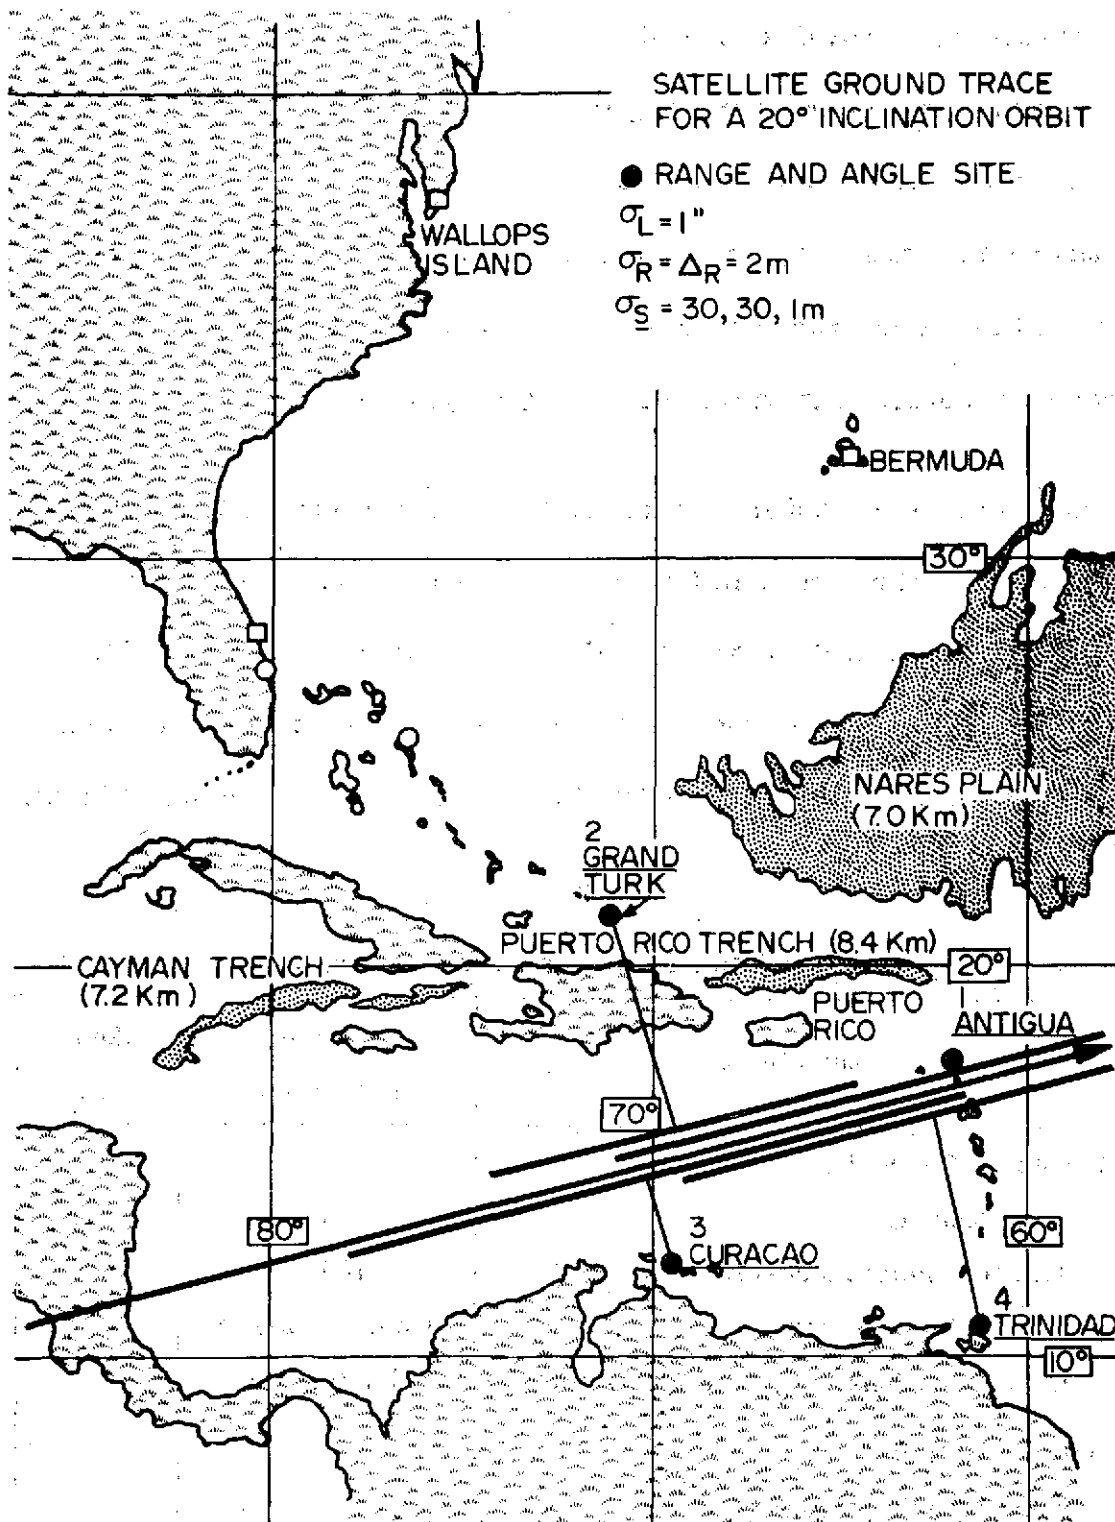 SATELLITE GROUND TRACE
FOR A 20° INCLINATION ORBIT
● RANGE AND ANGLE SITE
σL = 1"
σR = ΔR = 2m
σS = 30, 30, 1m
WALLOPS
ISLAND
BERMUDA
30°
NARES PLAIN
(7.0 Km)
2
GRAND
TURK
PUERTO RICO TRENCH (8.4 Km)
20°
CAYMAN TRENCH
(7.2 Km)
PUERTO
RICO
1
ANTIGUA
70°
80°
60°
3
CURACAO
4
TRINIDAD
10°